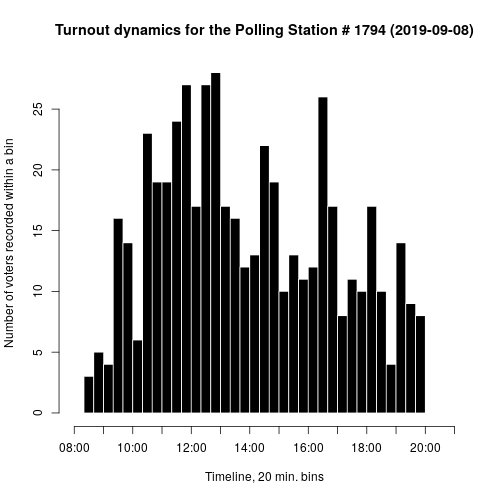 Turnout dynamics for the Polling Station # 1794 (2019-09-08)
Number of voters recorded within a bin
25
20
15
10
5
0
08:00 10:00 12:00 14:00 16:00 18:00 20:00
Timeline, 20 min. bins